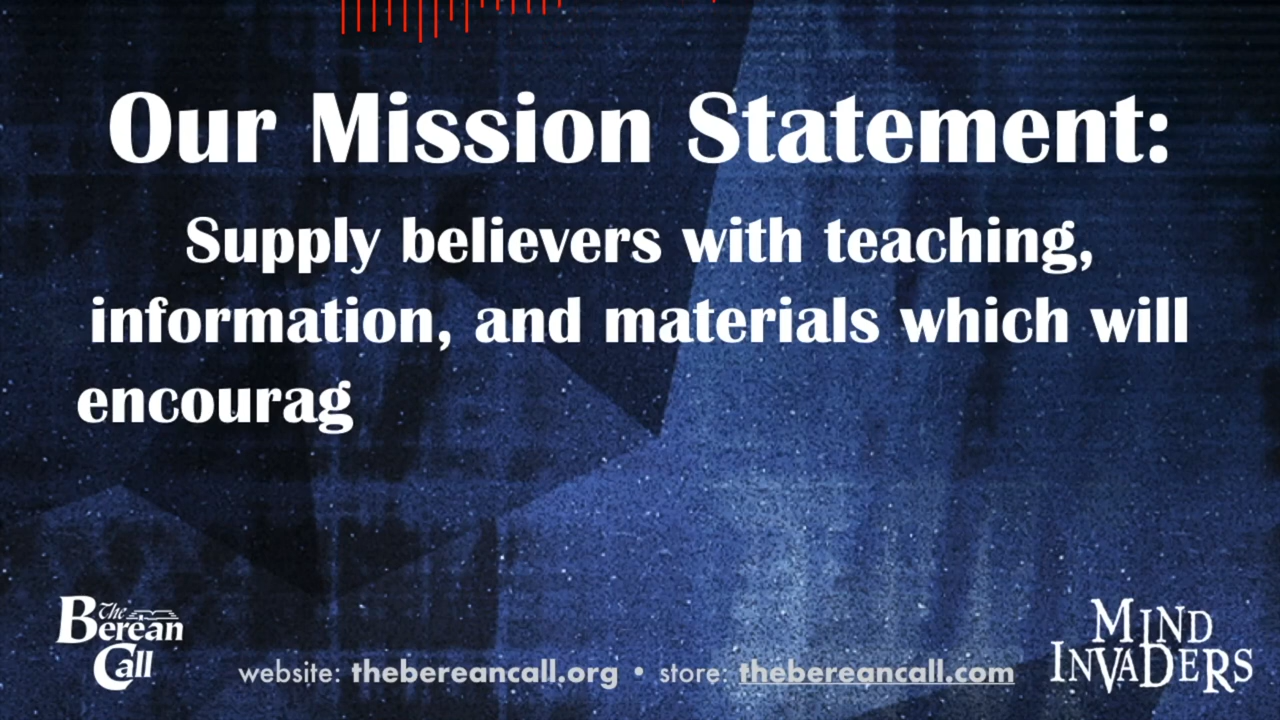 Our Mission Statement:
Supply believers with teaching,
information, and materials which will
encourag
The
Berean
Call
website: thebereancall.org • store: thebereancall.com
MIND
INVADERS